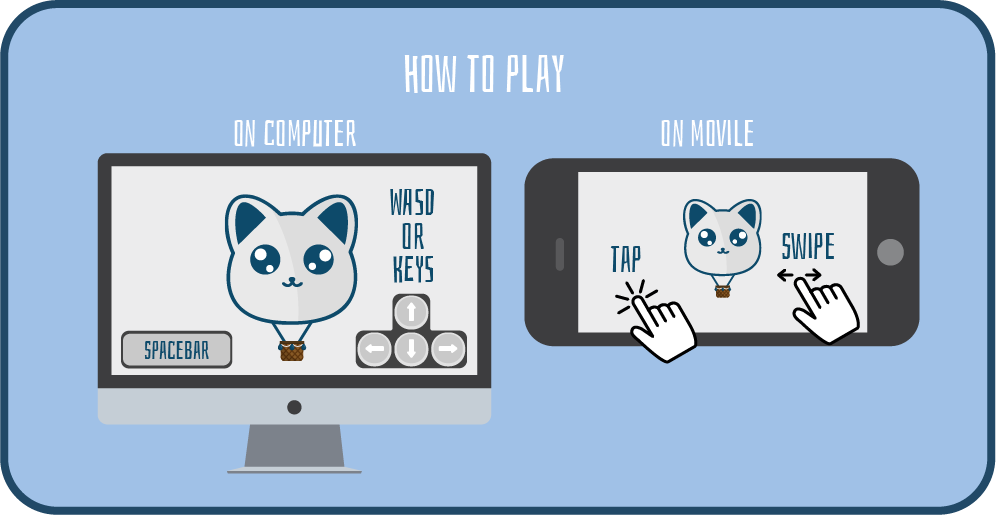 HOW TO PLAY
ON COMPUTER
ON MOVILE
WASD
OR
KEYS
SPACEBAR
TAP
SWIPE